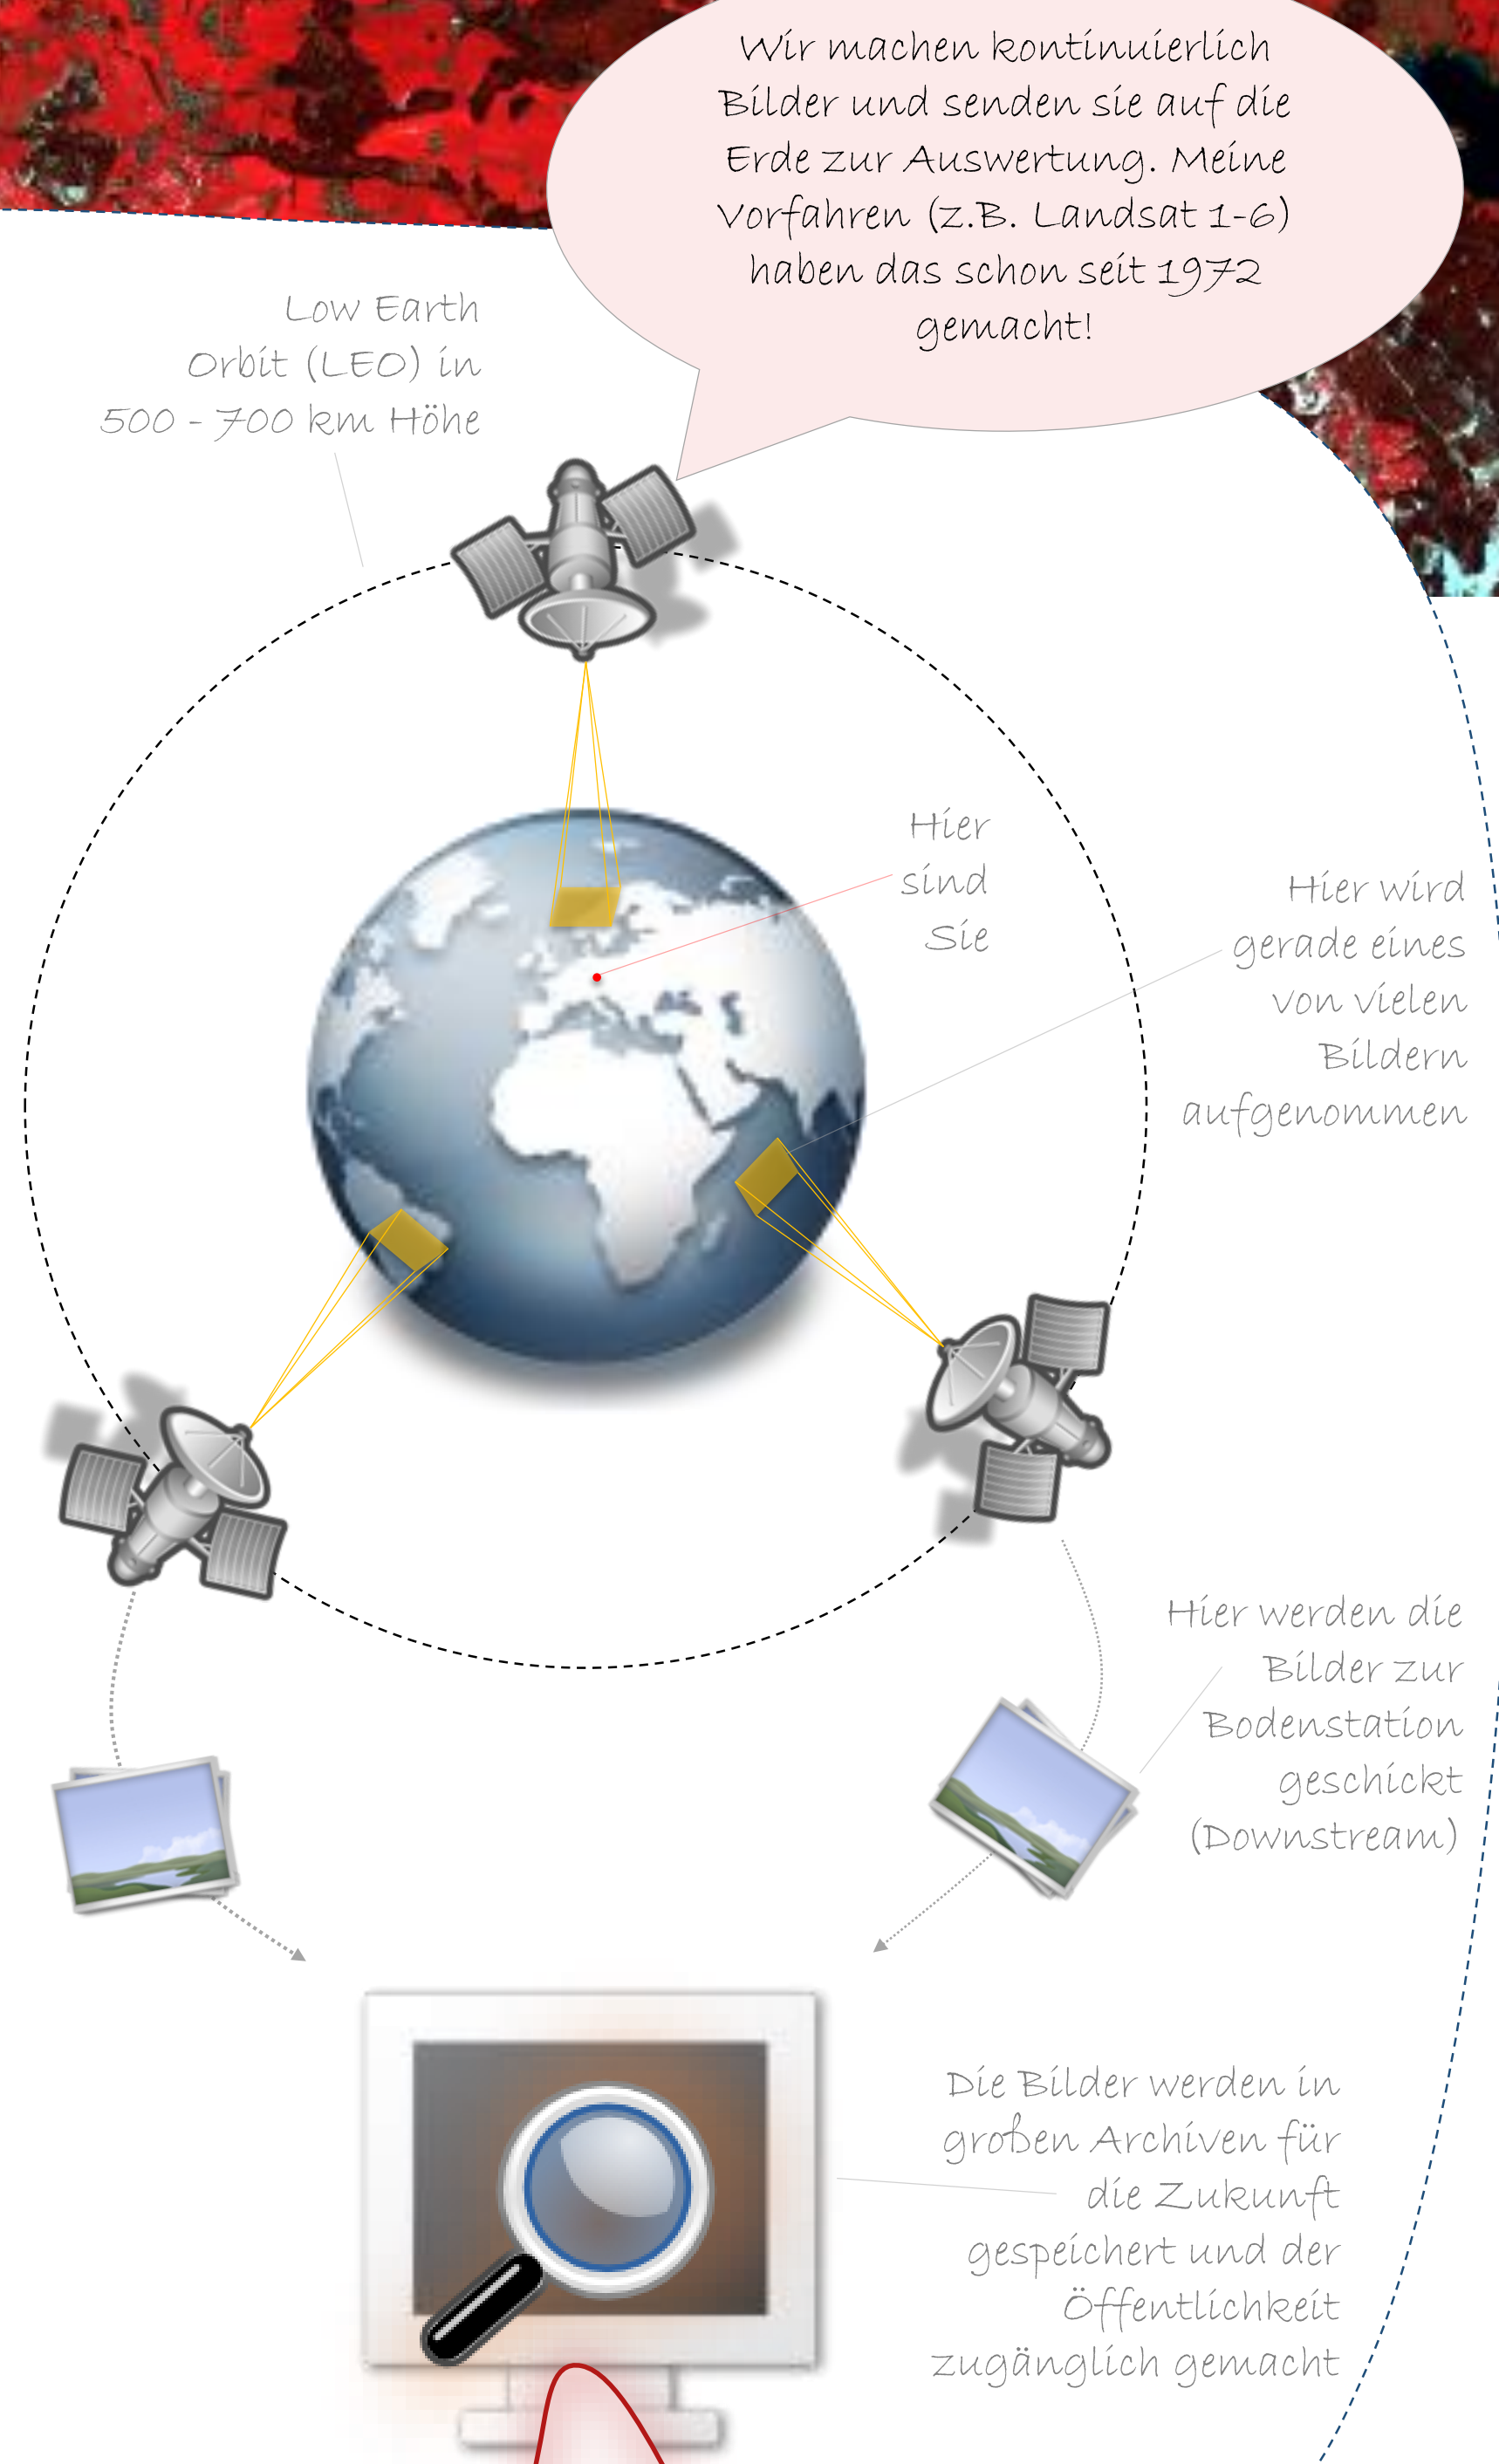 Wir machen kontinuierlich
Bilder und senden sie auf die
Erde zur Auswertung. Meine
Vorfahren (z.B. Landsat 1-6)
haben das schon seit 1972
gemacht!
Low Earth
Orbit (LEO) in
500 - 700 km Höhe
Hier
sind
Sie
Hier wird
gerade eines
von vielen
Bildern
aufgenommen
Hier werden die
Bilder zur
Bodenstation
geschickt
(Downstream)
Die Bilder werden in
großen Archiven für
die Zukunft
gespeichert und der
Öffentlichkeit
zugänglich gemacht